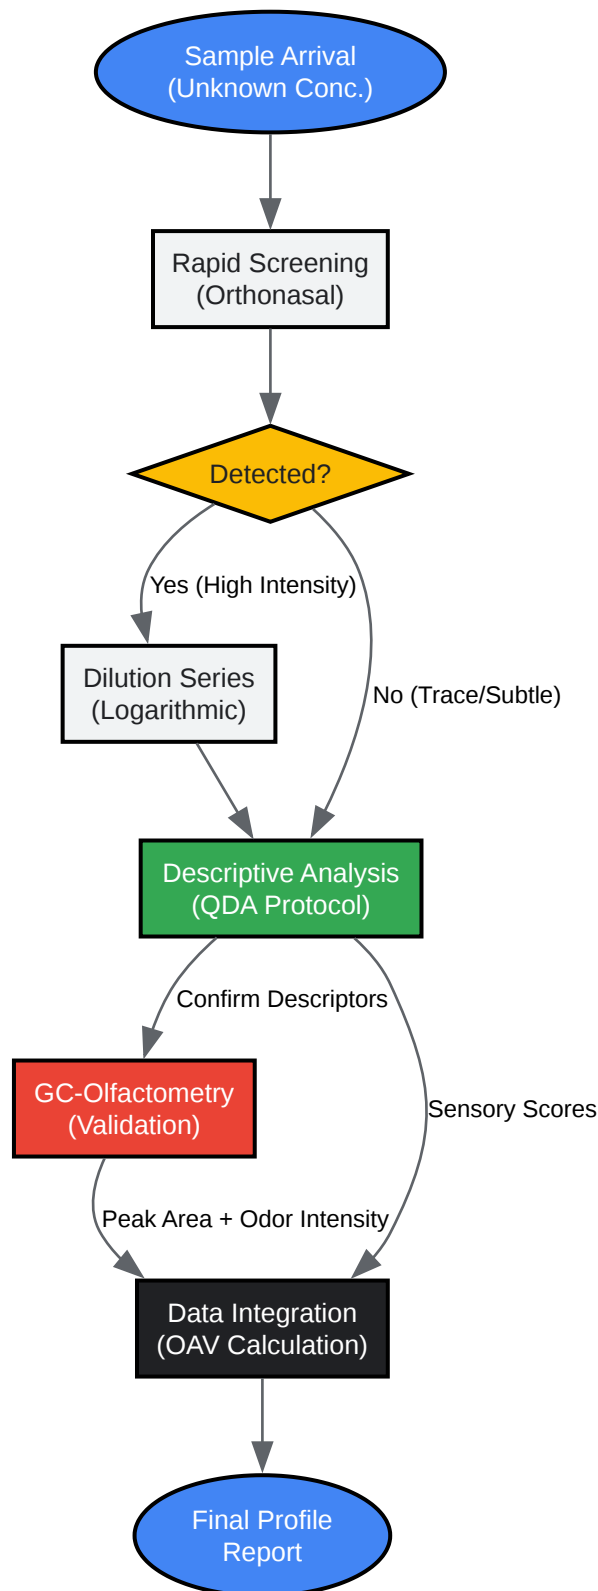 Sample Arrival
(Unknown Conc.)
Rapid Screening
(Orthonasal)
Detected?
Yes (High Intensity)
Dilution Series
(Logarithmic)
No (Trace/Subtle)
Descriptive Analysis
(QDA Protocol)
Confirm Descriptors
GC-Olfactometry
(Validation)
Sensory Scores
Peak Area + Odor Intensity
Data Integration
(OAV Calculation)
Final Profile
Report